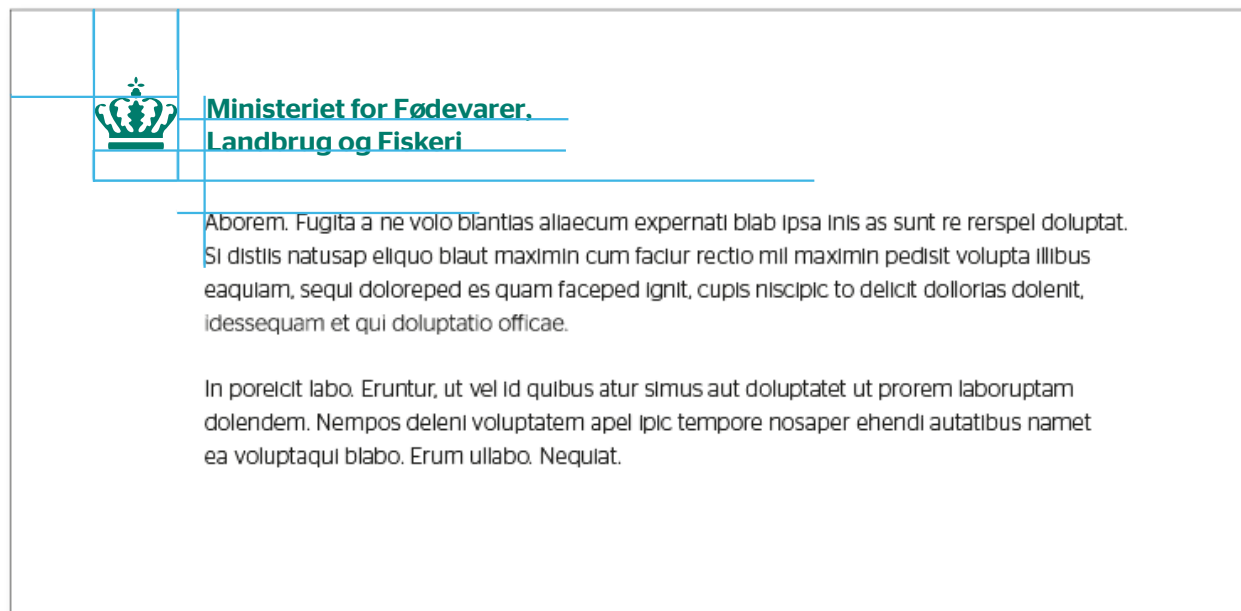 Ministeriet for Fødevarer,
Landbrug og Fiskeri
Aborem. Fugita a ne volo blantias aliaecum expernati blab ipsa inis as sunt re rerspel doluptat.
Si distiis natusap eliquo blaut maximin cum faciur rectio mil maximin pedisit volupta illibus
eaquiam, sequi doloreped es quam faceped ignit, cupis niscipic to delicit dollorias dolenit,
idessequam et qui doluptatio officae.
In poreicit labo. Eruntur, ut vel id quibus atur simus aut doluptatet ut prorem laboruptam
dolendem. Nempos deleni voluptatem apel ipic tempore nosaper ehendi autatibus namet
ea voluptaqui blabo. Erum ullabo. Nequiat.